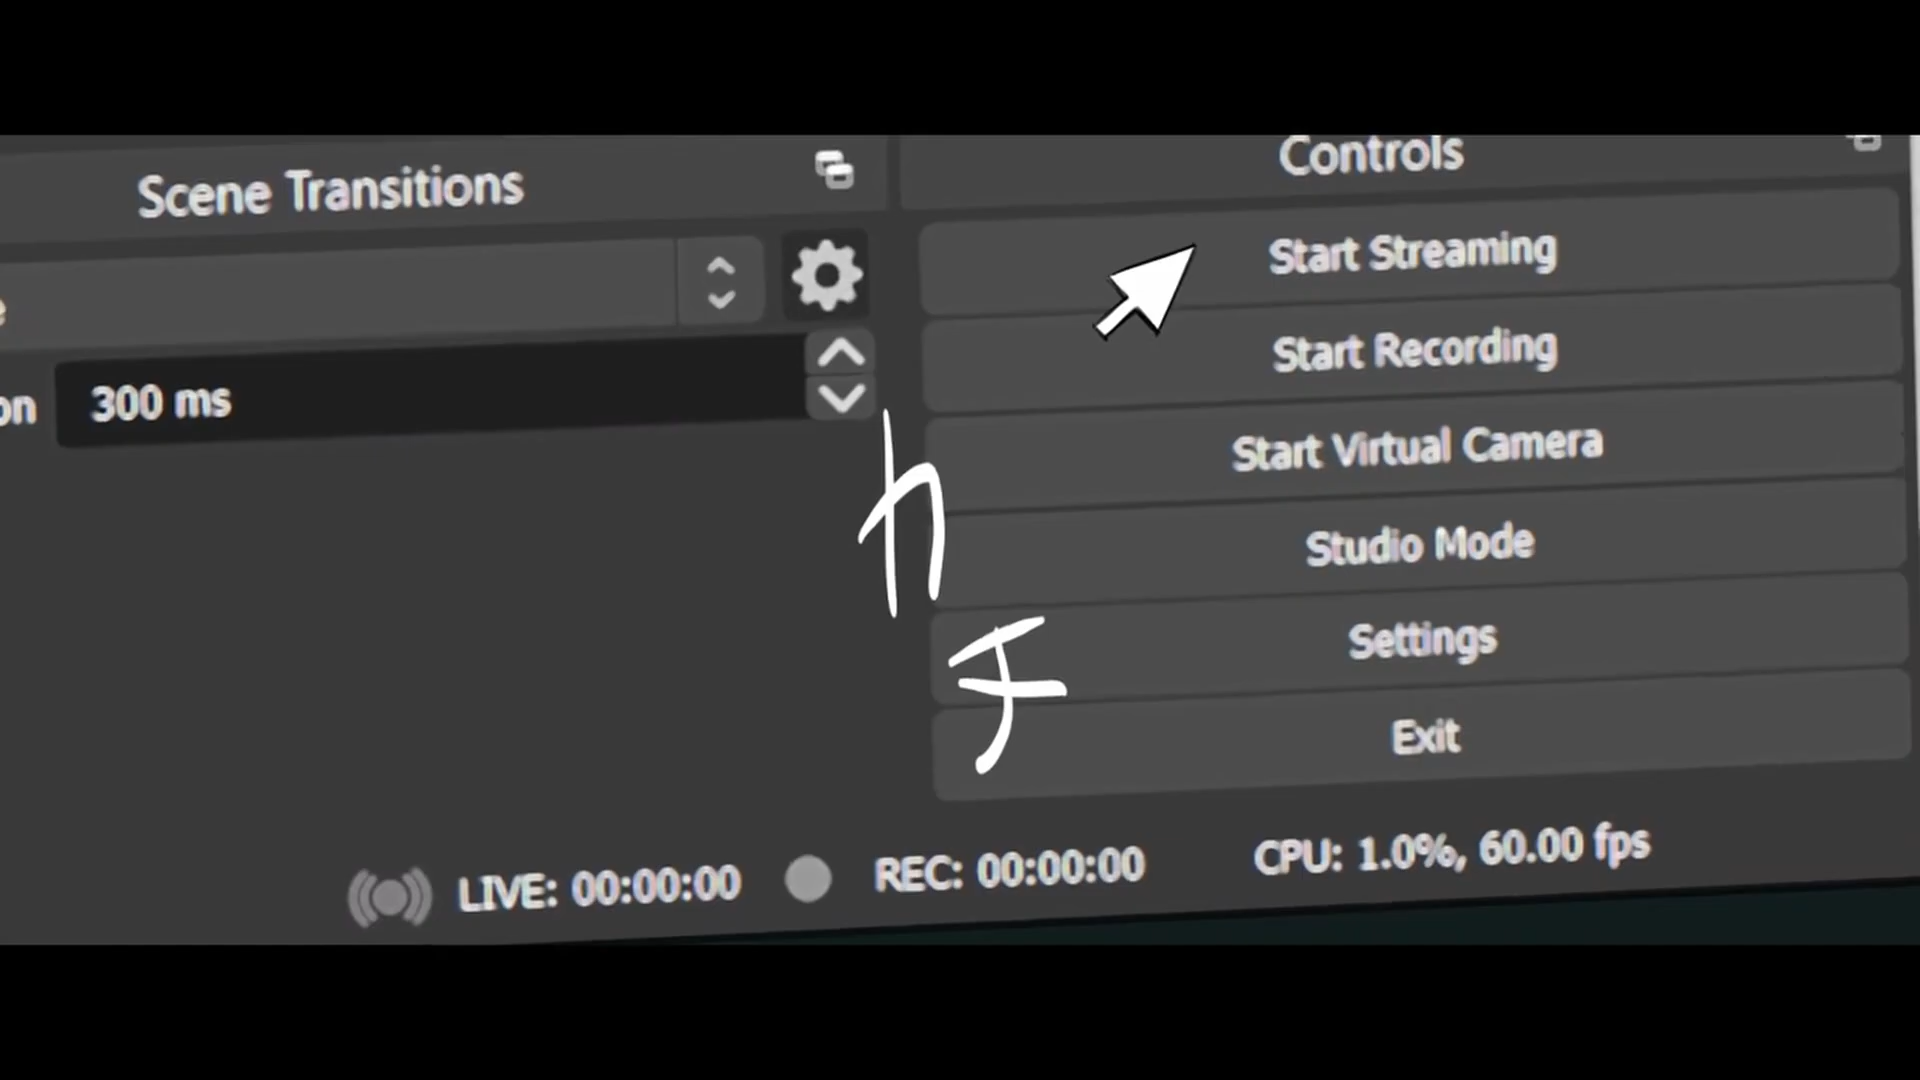 Scene Transitions
Controls
Start Streaming
Start Recording
on 300 ms
Start Virtual Camera
Studio Mode
Settings
Exit
カチ
LIVE: 00:00:00 REC: 00:00:00 CPU: 1.0%, 60.00 fps